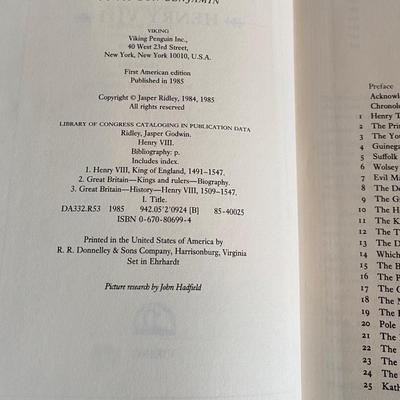 VIKING
Viking Penguin Inc.,
40 West 23rd Street,
New York, New York 10010, U.S.A.
First American edition
Published in 1985
Copyright © Jasper Ridley, 1984, 1985
All rights reserved
LIBRARY OF CONGRESS CATALOGING IN PUBLICATION DATA
Ridley, Jasper Godwin.
Henry VIII.
Bibliography: p.
Includes index.
1. Henry VIII, King of England, 1491-1547.
2. Great Britain—Kings and rulers—Biography.
3. Great Britain—History—Henry VIII, 1509-1547.
I. Title.
DA332.R53 1985 942.05'2'0924 [B] 85-40025
ISBN 0-670-80699-4
Printed in the United States of America by
R. R. Donnelley & Sons Company, Harrisonburg, Virginia
Set in Ehrhardt
Picture research by John Hadfield
Preface
Acknow
Chronolo
1 Henry T
2 The Prin
3 The You
4 Guinega
5 Suffolk
6 Wolsey
7 Evil Ma
8 The De
9 The G
10 The H
11 The K
12 The T
13 The D
14 Which
15 The B
16 The P
17 The C
18 The M
19 The F
20 Pole
21 The
22 The
23 The
24 The
25 Kath